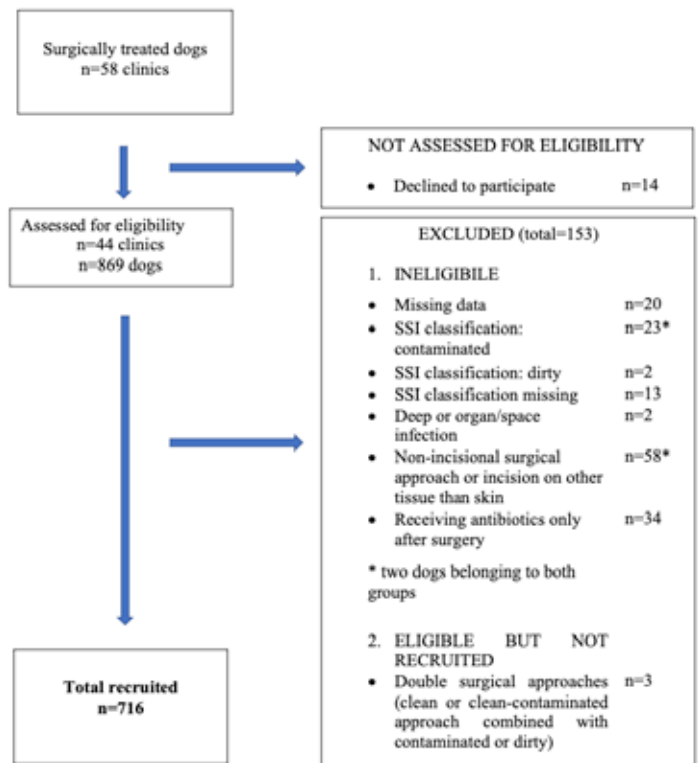 Surgically treated dogs
n=58 clinics
NOT ASSESSED FOR ELIGIBILITY
• Declined to participate n=14
Assessed for eligibility
n=44 clinics
n=869 dogs
EXCLUDED (total=153)
1. INELIGIBILE
• Missing data n=20
• SSI classification: n=23*
contaminated
• SSI classification: dirty n=2
• SSI classification missing n=13
• Deep or organ/space n=2
infection
• Non-incisional surgical n=58*
approach or incision on other
tissue than skin
• Receiving antibiotics only n=34
after surgery
* two dogs belonging to both
groups
2. ELIGIBLE BUT NOT
RECRUITED
• Double surgical approaches n=3
(clean or clean-contaminated
approach combined with
contaminated or dirty)
Total recruited
n=716